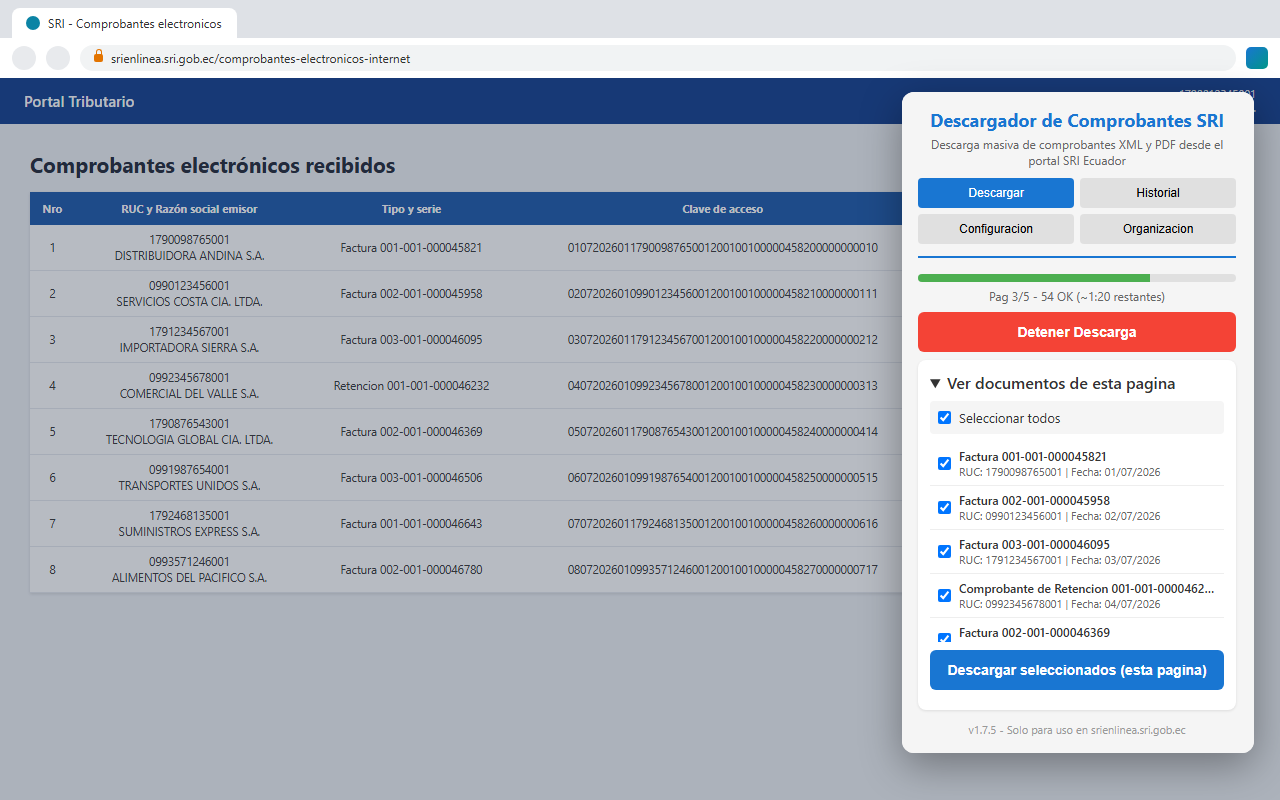 SRI - Comprobantes electronicos
srienlinea.sri.gob.ec/comprobantes-electronicos-internet
Portal Tributario
Comprobantes electrónicos recibidos
Nro RUC y Razón social emisor Tipo y serie Clave de acceso
1 1790098765001 Factura 001-001-000045821 0107202601179009876500120010010000045820000000010
DISTRIBUIDORA ANDINA S.A.
2 0990123456001 Factura 002-001-000045958 02072026010990123456001200100100000458210000000111
SERVICIOS COSTA CIA. LTDA.
3 1791234567001 Factura 003-001-000046095 03072026011791234567001200100100000458220000000212
IMPORTADORA SIERRA S.A.
4 0992345678001 Retencion 001-001-000046232 04072026010992345678001200100100000458230000000313
COMERCIAL DEL VALLE S.A.
5 1790876543001 Factura 002-001-000046369 05072026011790876543001200100100000458240000000414
TECNOLOGIA GLOBAL CIA. LTDA.
6 0991987654001 Factura 003-001-000046506 06072026010991987654001200100100000458250000000515
TRANSPORTES UNIDOS S.A.
7 1792468135001 Factura 001-001-000046643 07072026011792468135001200100100000458260000000616
SUMINISTROS EXPRESS S.A.
8 0993571246001 Factura 002-001-000046780 08072026010993571246001200100100000458270000000717
ALIMENTOS DEL PACIFICO S.A.
Descargador de Comprobantes SRI
Descarga masiva de comprobantes XML y PDF desde el
portal SRI Ecuador
Descargar Historial
Configuracion Organizacion
Pag 3/5 - 54 OK (~1:20 restantes)
Detener Descarga
▼ Ver documentos de esta pagina
Seleccionar todos
Factura 001-001-000045821
RUC: 1790098765001 | Fecha: 01/07/2026
Factura 002-001-000045958
RUC: 0990123456001 | Fecha: 02/07/2026
Factura 003-001-000046095
RUC: 1791234567001 | Fecha: 03/07/2026
Comprobante de Retencion 001-001-0000462...
RUC: 0992345678001 | Fecha: 04/07/2026
Factura 002-001-000046369
Descargar seleccionados (esta pagina)
v1.7.5 - Solo para uso en srienlinea.sri.gob.ec